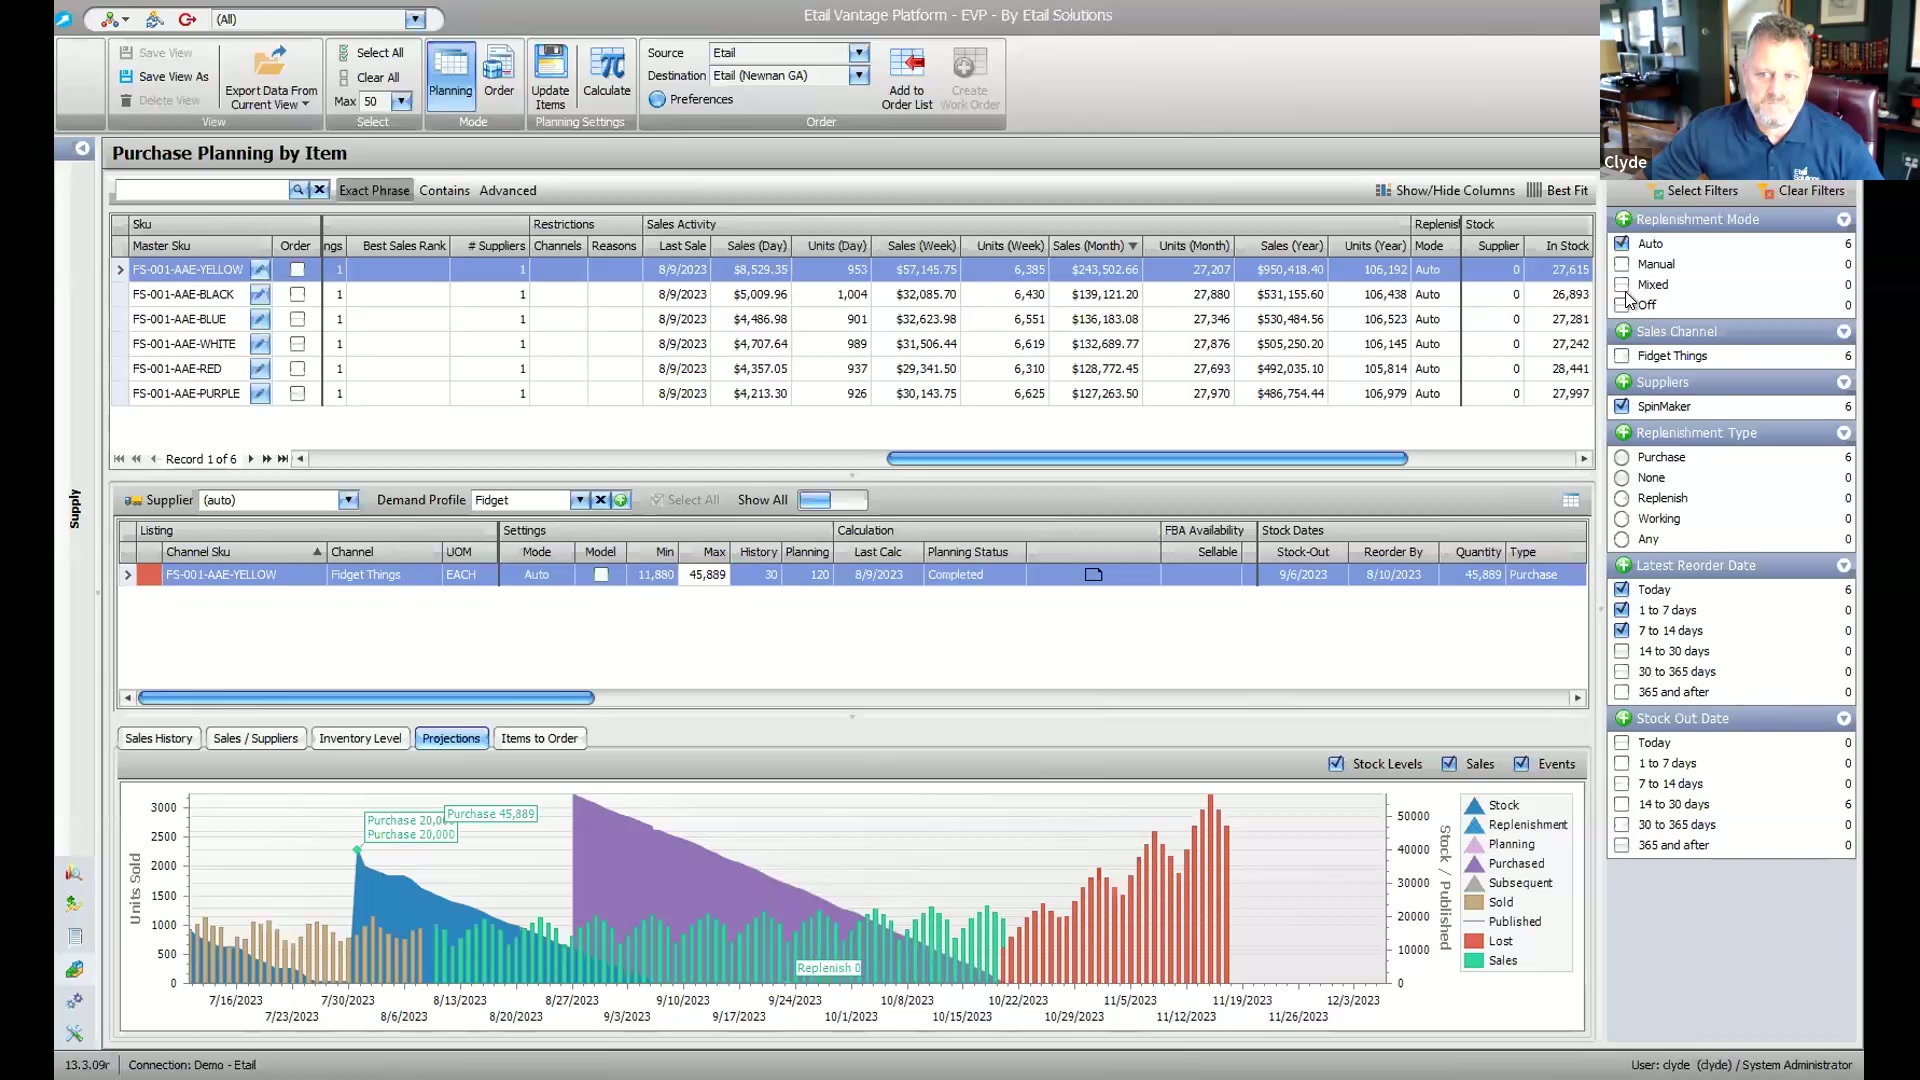 (All)
Etail Vantage Platform - EVP - By Etail Solutions
Save View
Save View As
Delete View
Export Data From
Current View
View
Select All
Clear All
Max 50
Select
Planning
Order
Mode
Update
Items
Calculate
Planning Settings
Source Etail
Destination Etail (Newnan GA)
Preferences
Add to
Order List
Create
Work Order
Order
Clyde
Etail
Solutions
Purchase Planning by Item
Exact Phrase Contains Advanced
Show/Hide Columns Best Fit
Sku Restrictions Sales Activity Replenisl Stock
Master Sku Order ngs Best Sales Rank # Suppliers Channels Reasons Last Sale Sales (Day) Units (Day) Sales (Week) Units (Week) Sales (Month) Units (Month) Sales (Year) Units (Year) Mode Supplier In Stock
FS-001-AAE-YELLOW 1 1 8/9/2023 $8,529.35 953 $57,145.75 6,385 $243,502.66 27,207 $950,418.40 106,192 Auto 0 27,615
FS-001-AAE-BLACK 1 1 8/9/2023 $5,009.96 1,004 $32,085.70 6,430 $139,121.20 27,880 $531,155.60 106,438 Auto 0 26,893
FS-001-AAE-BLUE 1 1 8/9/2023 $4,486.98 901 $32,623.98 6,551 $136,183.08 27,346 $530,484.56 106,523 Auto 0 27,281
FS-001-AAE-WHITE 1 1 8/9/2023 $4,707.64 989 $31,506.44 6,619 $132,689.77 27,876 $505,250.20 106,145 Auto 0 27,242
FS-001-AAE-RED 1 1 8/9/2023 $4,357.05 937 $29,341.50 6,310 $128,772.45 27,693 $492,035.10 105,814 Auto 0 28,441
FS-001-AAE-PURPLE 1 1 8/9/2023 $4,213.30 926 $30,143.75 6,625 $127,263.50 27,970 $486,754.44 106,979 Auto 0 27,997
Record 1 of 6
Supply
Supplier (auto) Demand Profile Fidget Select All Show All
Listing Settings Calculation FBA Availability Stock Dates
Channel Sku Channel UOM Mode Model Min Max History Planning Last Calc Planning Status Sellable Stock-Out Reorder By Quantity Type
FS-001-AAE-YELLOW Fidget Things EACH Auto 11,880 45,889 30 120 8/9/2023 Completed 9/6/2023 8/10/2023 45,889 Purchase
Sales History Sales / Suppliers Inventory Level Projections Items to Order
Stock Levels Sales Events
Units Sold
3000
2500
2000
1500
1000
500
0
Purchase 20,0
Purchase 45,889
Purchase 20,000
Replenish 0
50000
40000
30000
20000
10000
0
Stock / Published
7/16/2023 7/30/2023 8/13/2023 8/27/2023 9/10/2023 9/24/2023 10/8/2023 10/22/2023 11/5/2023 11/19/2023 12/3/2023
7/23/2023 8/6/2023 8/20/2023 9/3/2023 9/17/2023 10/1/2023 10/15/2023 10/29/2023 11/12/2023 11/26/2023
Stock
Replenishment
Planning
Purchased
Subsequent
Sold
Published
Lost
Sales
Select Filters Clear Filters
Replenishment Mode
Auto 6
Manual 0
Mixed 0
Off 0
Sales Channel
Fidget Things 6
Suppliers
SpinMaker 6
Replenishment Type
Purchase 6
None 0
Replenish 0
Working 0
Any 0
Latest Reorder Date
Today 6
1 to 7 days 0
7 to 14 days 0
14 to 30 days 0
30 to 365 days 0
365 and after 0
Stock Out Date
Today 0
1 to 7 days 0
7 to 14 days 0
14 to 30 days 6
30 to 365 days 0
365 and after 0
13.3.09r Connection: Demo - Etail
User: clyde (clyde) / System Administrator